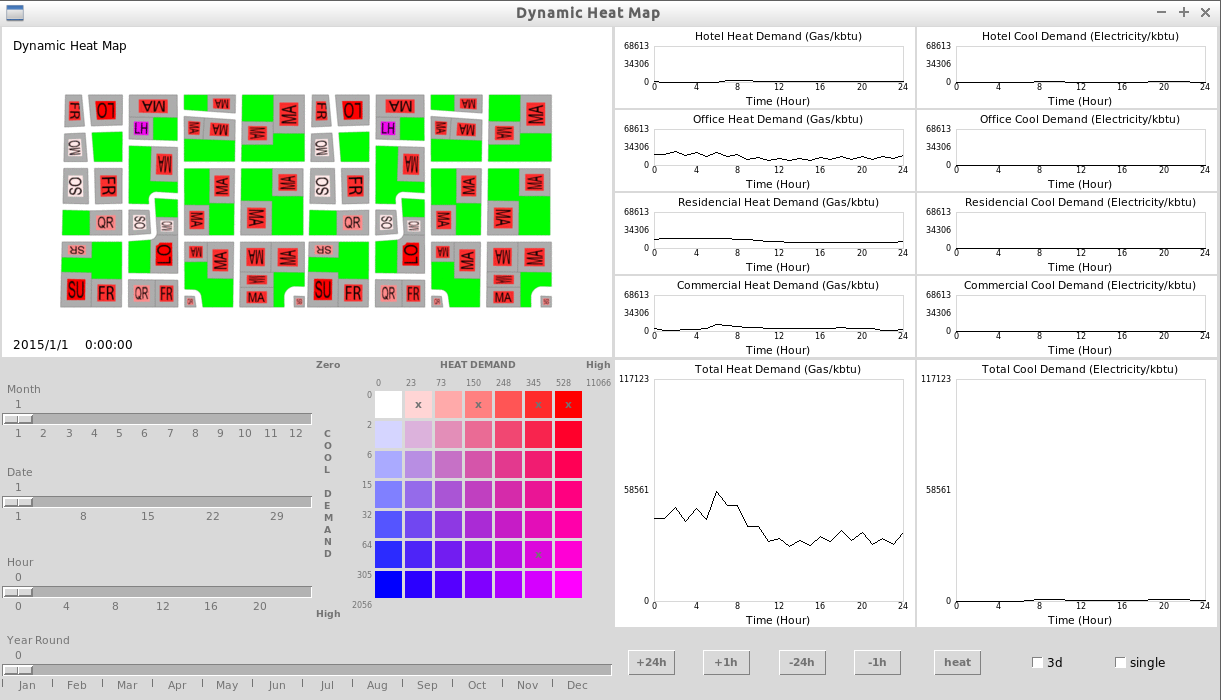 Dynamic Heat Map
Dynamic Heat Map
FR LO MA MA MA FR LO MA MA MA
LH MA MA MA LH MA MA MA
OM MA OM MA
SO FR MA MA SO FR MA MA
QR SO OM MA MA QR SO OM MA MA
SR LO MA MA MA MA SR LO MA MA MA MA
SU FR QR FR MA SU FR QR FR MA
2015/1/1 0:00:00
Hotel Heat Demand (Gas/kbtu)
68613
34306
0
0 4 8 12 16 20 24
Time (Hour)
Hotel Cool Demand (Electricity/kbtu)
68613
34306
0
0 4 8 12 16 20 24
Time (Hour)
Office Heat Demand (Gas/kbtu)
68613
34306
0
0 4 8 12 16 20 24
Time (Hour)
Office Cool Demand (Electricity/kbtu)
68613
34306
0
0 4 8 12 16 20 24
Time (Hour)
Residencial Heat Demand (Gas/kbtu)
68613
34306
0
0 4 8 12 16 20 24
Time (Hour)
Residencial Cool Demand (Electricity/kbtu)
68613
34306
0
0 4 8 12 16 20 24
Time (Hour)
Commercial Heat Demand (Gas/kbtu)
68613
34306
0
0 4 8 12 16 20 24
Time (Hour)
Commercial Cool Demand (Electricity/kbtu)
68613
34306
0
0 4 8 12 16 20 24
Time (Hour)
Month
1
1 2 3 4 5 6 7 8 9 10 11 12
Date
1
1 8 15 22 29
Hour
0
0 4 8 12 16 20
Year Round
0
Jan Feb Mar Apr May Jun Jul Aug Sep Oct Nov Dec
Zero HEAT DEMAND High
0 23 73 150 248 345 528 11066
0
x x x x
2
6
15
32
64
x
305
2056
COOL DEMAND
High
Total Heat Demand (Gas/kbtu)
117123
58561
0
0 4 8 12 16 20 24
Time (Hour)
Total Cool Demand (Electricity/kbtu)
117123
58561
0
0 4 8 12 16 20 24
Time (Hour)
+24h +1h -24h -1h heat 3d single